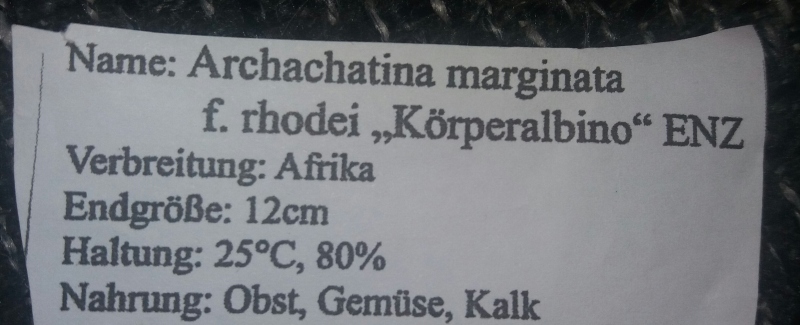 Name: Archachatina marginata
f. rhodei „Körperalbino“ ENZ
Verbreitung: Afrika
Endgröße: 12cm
Haltung: 25°C, 80%
Nahrung: Obst, Gemüse, Kalk